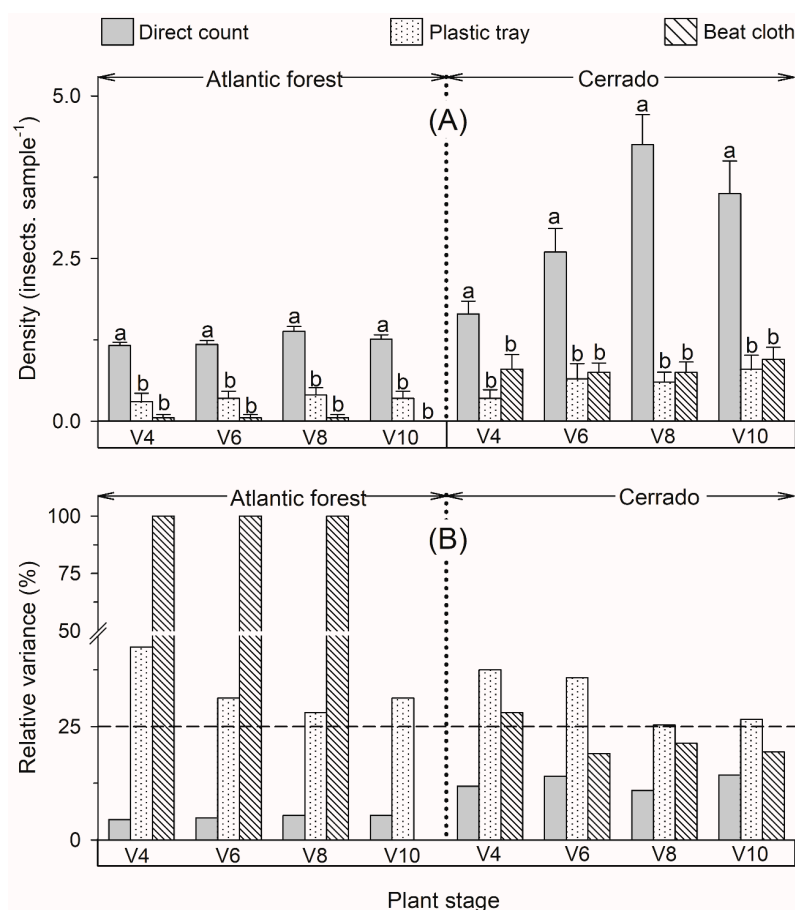 Direct count Plastic tray Beat cloth
Atlantic forest Cerrado
(A)
Density (insects. sample⁻¹)
5.0
2.5
0.0
a b b a b b a b b a b b a b b a b b a b b a b b
V4 V6 V8 V10 V4 V6 V8 V10
Atlantic forest Cerrado
(B)
Relative variance (%)
100
75
50
25
0
V4 V6 V8 V10 V4 V6 V8 V10
Plant stage